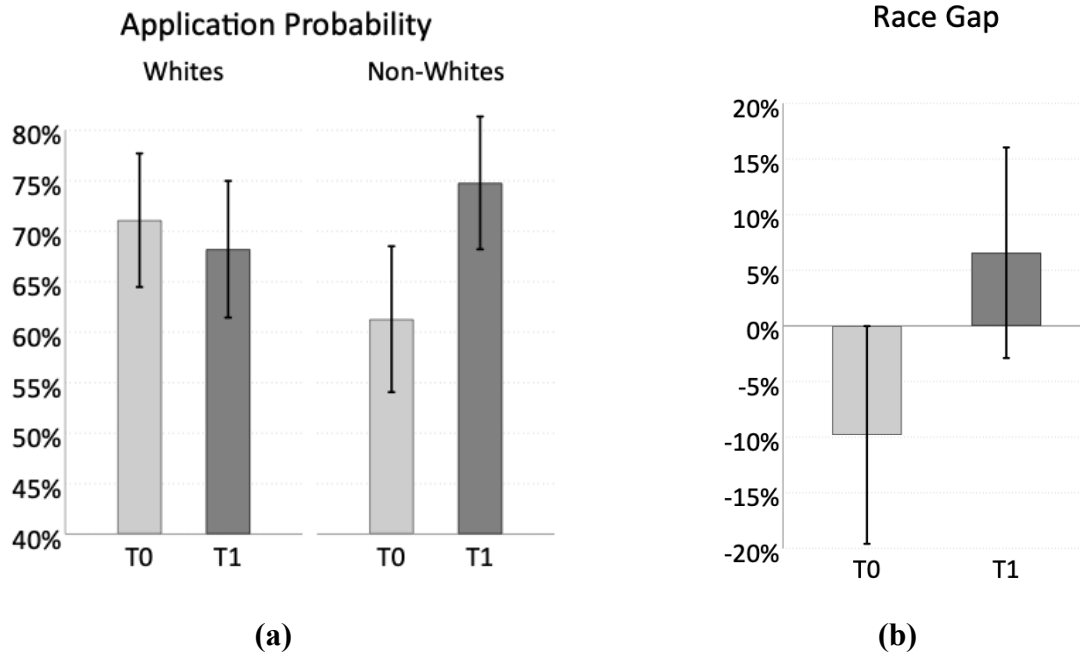 Application Probability
Whites
Non-Whites
80%
75%
70%
65%
60%
55%
50%
45%
40%
T0
T1
T0
T1
(a)
Race Gap
20%
15%
10%
5%
0%
-5%
-10%
-15%
-20%
T0
T1
(b)